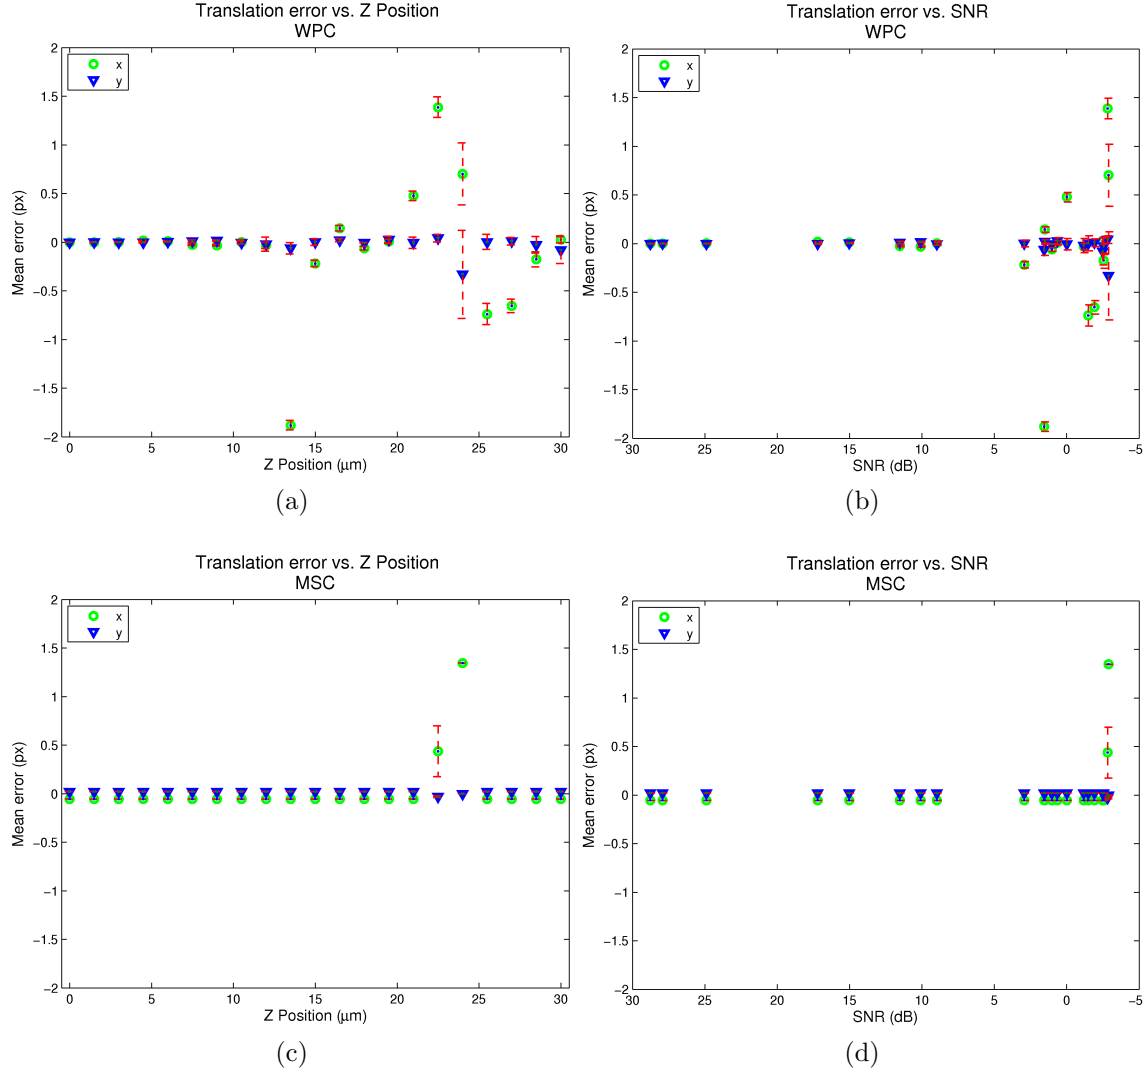 Translation error vs. Z Position
WPC
x
y
2
1.5
1
0.5
0
−0.5
−1
−1.5
−2
Mean error (px)
0 5 10 15 20 25 30
Z Position (μm)
(a)
Translation error vs. SNR
WPC
x
y
2
1.5
1
0.5
0
−0.5
−1
−1.5
−2
Mean error (px)
30 25 20 15 10 5 0 −5
SNR (dB)
(b)
Translation error vs. Z Position
MSC
x
y
2
1.5
1
0.5
0
−0.5
−1
−1.5
−2
Mean error (px)
0 5 10 15 20 25 30
Z Position (μm)
(c)
Translation error vs. SNR
MSC
x
y
2
1.5
1
0.5
0
−0.5
−1
−1.5
−2
Mean error (px)
30 25 20 15 10 5 0 −5
SNR (dB)
(d)